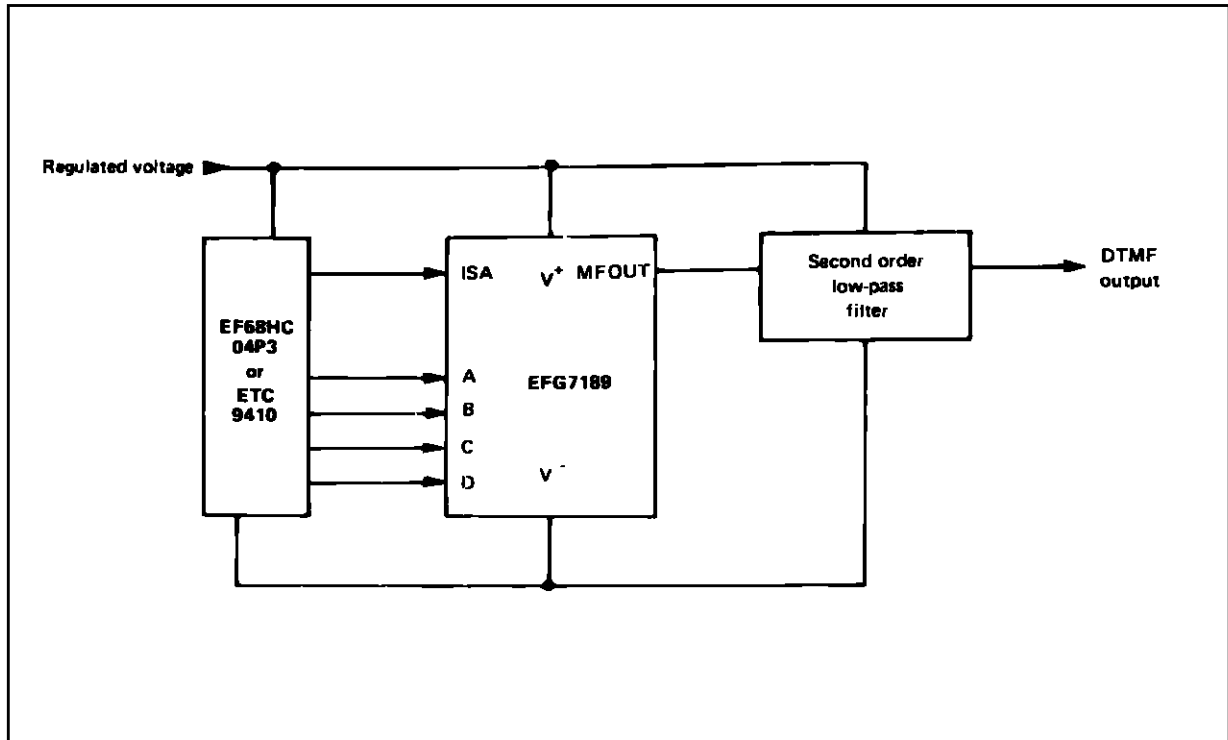 Regulated voltage
EF68HC
04P3
or
ETC
9410
ISA
A
B
C
D
V+
MFOUT
EFG7189
V-
Second order
low-pass
filter
DTMF
output